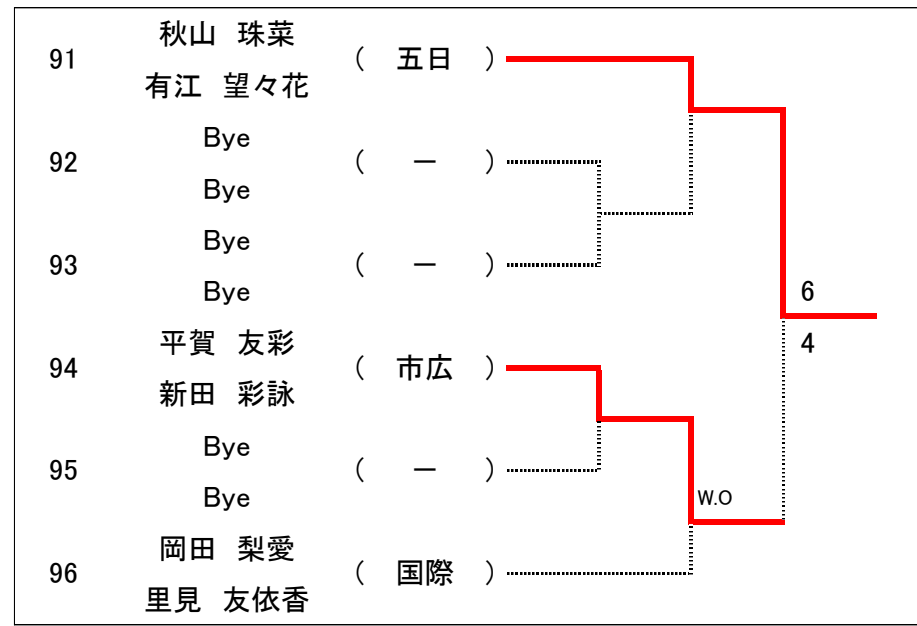 秋山　珠菜
91 （　五日　）
有江　望々花
Bye
92 （　ー　）
Bye
Bye
93 （　ー　）
Bye
6
平賀　友彩
4
94 （　市広　）
新田　彩詠
Bye
95 （　ー　）
Bye
W.O
岡田　梨愛
96 （　国際　）
里見　友依香